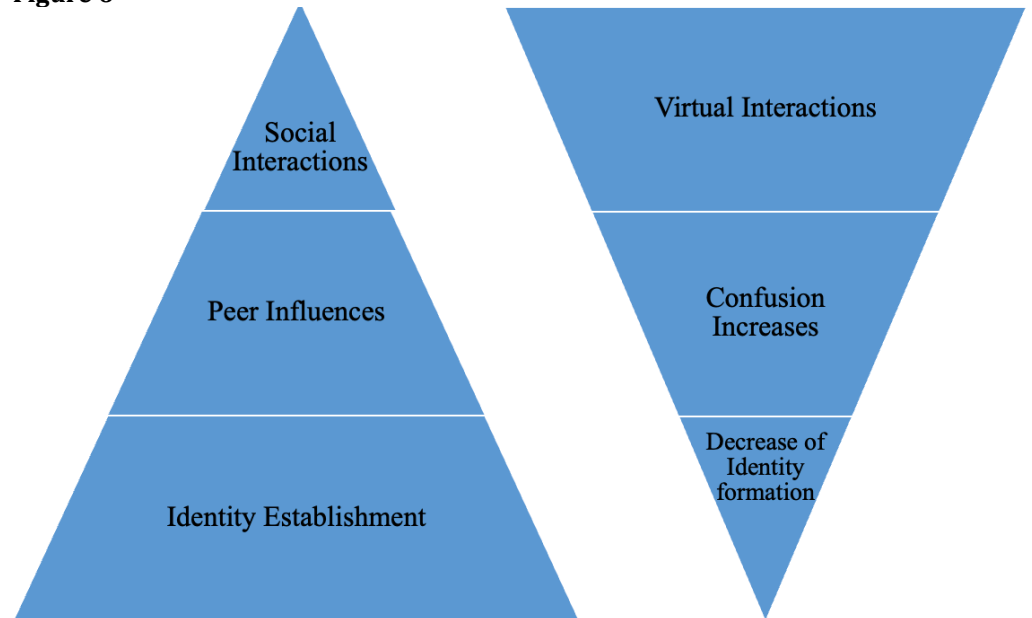 Social
Interactions
Peer Influences
Identity Establishment
Virtual Interactions
Confusion
Increases
Decrease of
Identity
formation